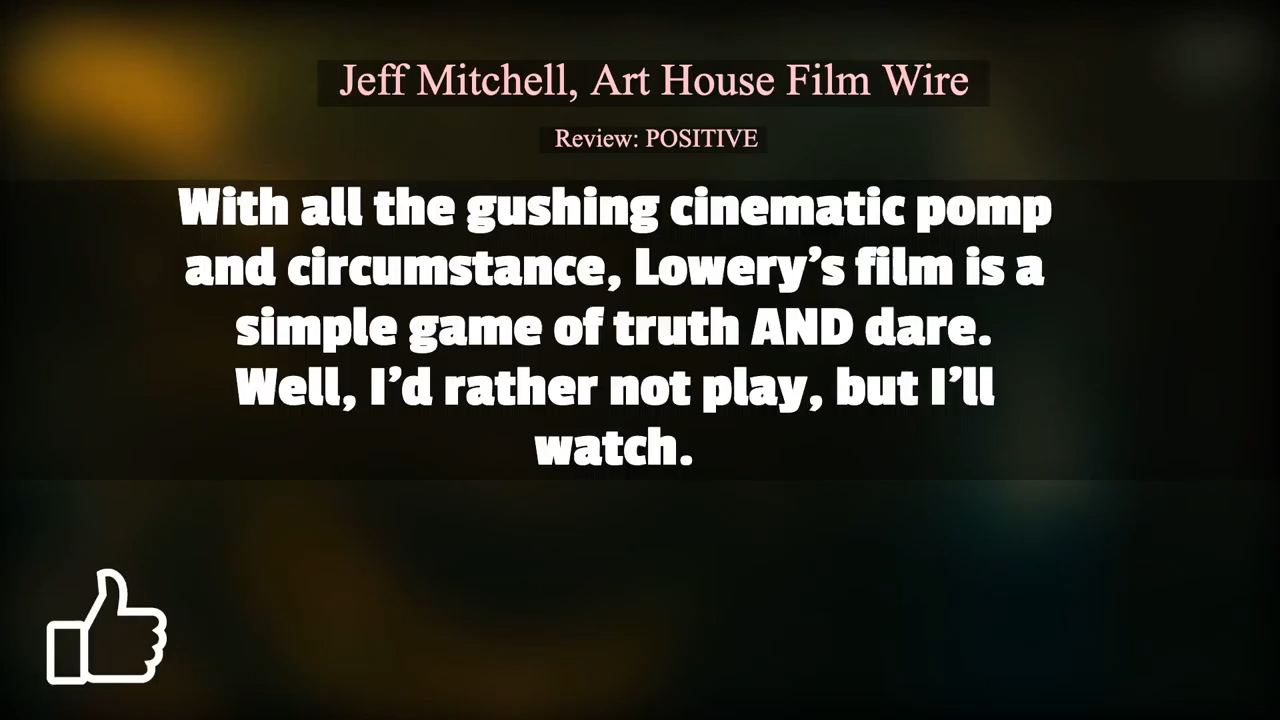 Jeff Mitchell, Art House Film Wire
Review: POSITIVE
With all the gushing cinematic pomp
and circumstance, Lowery’s film is a
simple game of truth AND dare.
Well, I’d rather not play, but I’ll
watch.